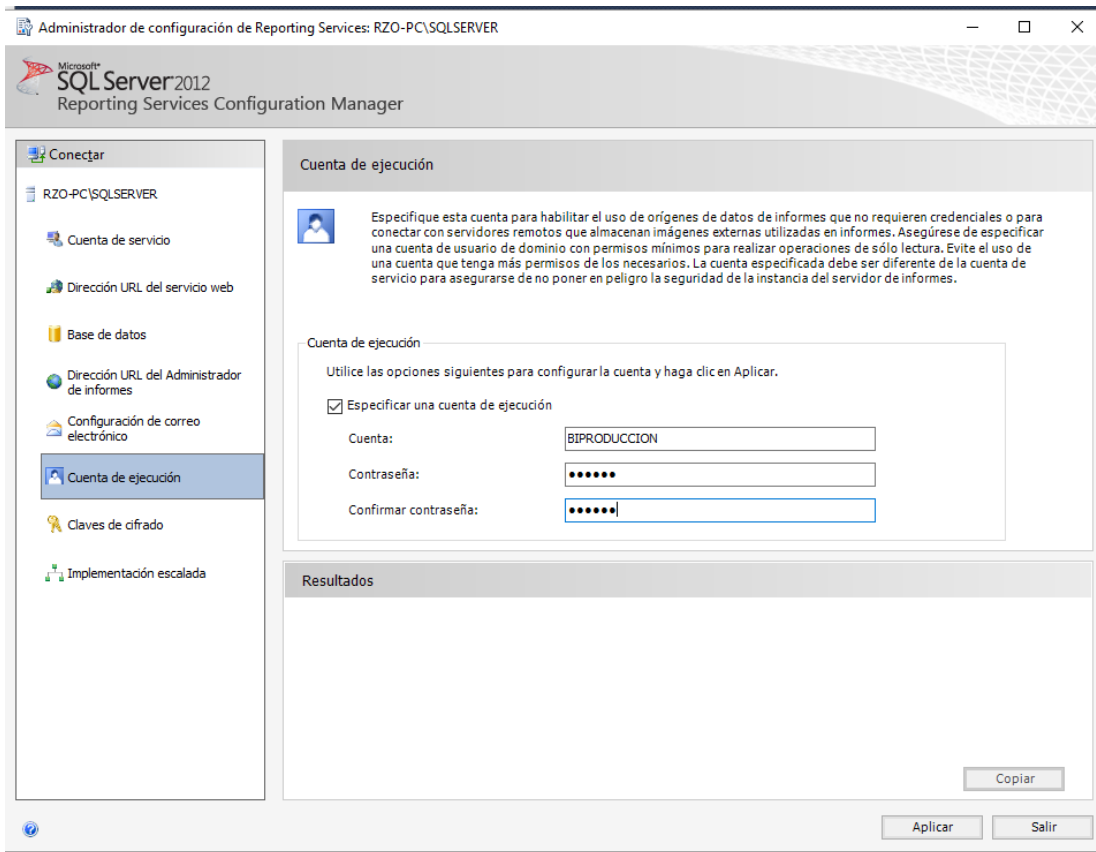 Administrador de configuración de Reporting Services: RZO-PC\SQLSERVER
Microsoft®
SQL Server 2012
Reporting Services Configuration Manager
Conectar
RZO-PC\SQLSERVER
Cuenta de servicio
Dirección URL del servicio web
Base de datos
Dirección URL del Administrador
de informes
Configuración de correo
electrónico
Cuenta de ejecución
Claves de cifrado
Implementación escalada
Cuenta de ejecución
Especifique esta cuenta para habilitar el uso de orígenes de datos de informes que no requieren credenciales o para
conectar con servidores remotos que almacenan imágenes externas utilizadas en informes. Asegúrese de especificar
una cuenta de usuario de dominio con permisos mínimos para realizar operaciones de sólo lectura. Evite el uso de
una cuenta que tenga más permisos de los necesarios. La cuenta especificada debe ser diferente de la cuenta de
servicio para asegurarse de no poner en peligro la seguridad de la instancia del servidor de informes.
Cuenta de ejecución
Utilice las opciones siguientes para configurar la cuenta y haga clic en Aplicar.
Especificar una cuenta de ejecución
Cuenta: BIPRODUCCION
Contraseña: ●●●●●●
Confirmar contraseña: ●●●●●●
Resultados
Copiar
Aplicar Salir